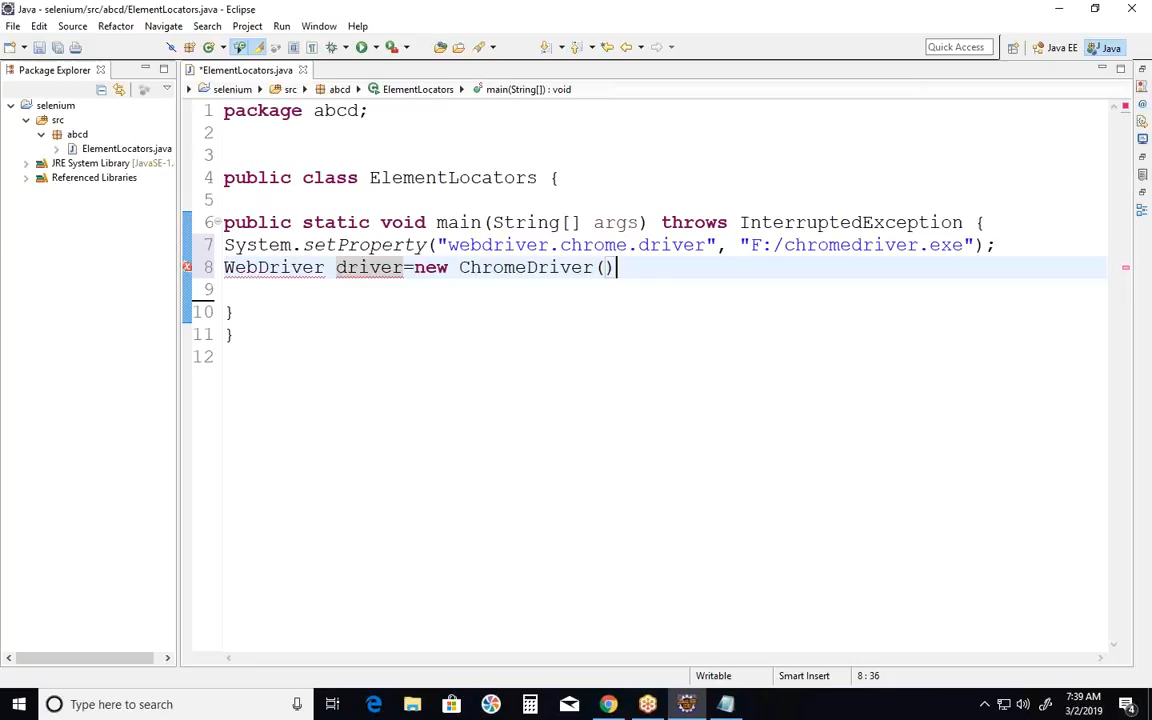 Java - selenium/src/abcd/ElementLocators.java - Eclipse
File Edit Source Refactor Navigate Search Project Run Window Help
Quick Access
Java EE
Java
Package Explorer
*ElementLocators.java
selenium src abcd ElementLocators main(String[]) : void
selenium
src
abcd
ElementLocators.java
JRE System Library [JavaSE-1.
Referenced Libraries
1 package abcd;
2
3
4 public class ElementLocators {
5
6 public static void main(String[] args) throws InterruptedException {
7 System.setProperty("webdriver.chrome.driver", "F:/chromedriver.exe");
8 WebDriver driver=new ChromeDriver()
9
10 }
11 }
12
Writable Smart Insert 8 : 36
Type here to search
7:39 AM
3/2/2019
4